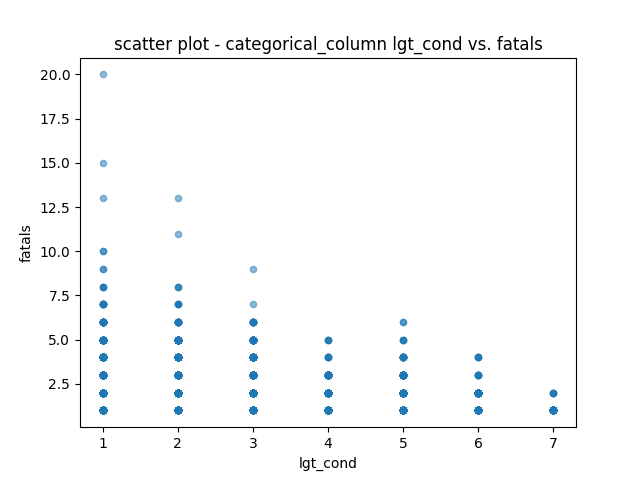 scatter plot - categorical_column lgt_cond vs. fatals
20.0
17.5
15.0
12.5
10.0
7.5
5.0
2.5
fatals
1 2 3 4 5 6 7
lgt_cond